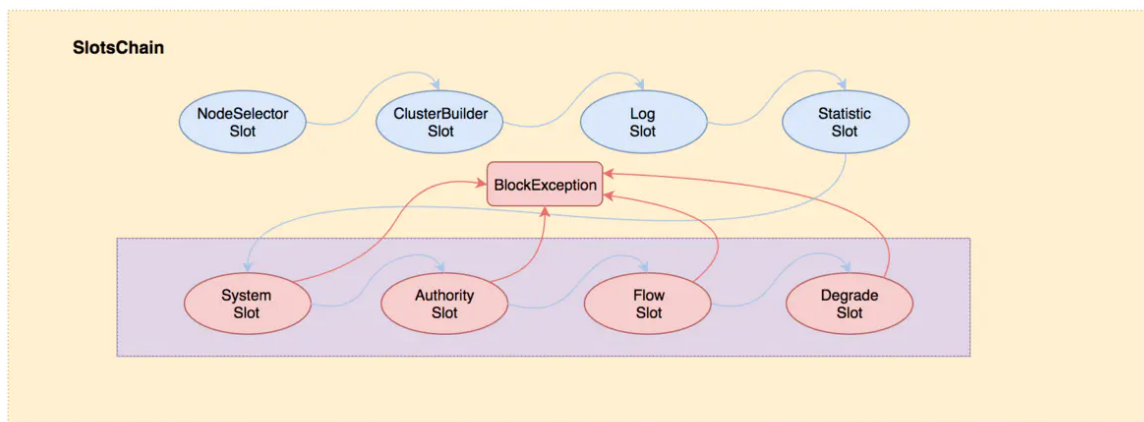 SlotsChain
NodeSelector
Slot
ClusterBuilder
Slot
Log
Slot
Statistic
Slot
BlockException
System
Slot
Authority
Slot
Flow
Slot
Degrade
Slot